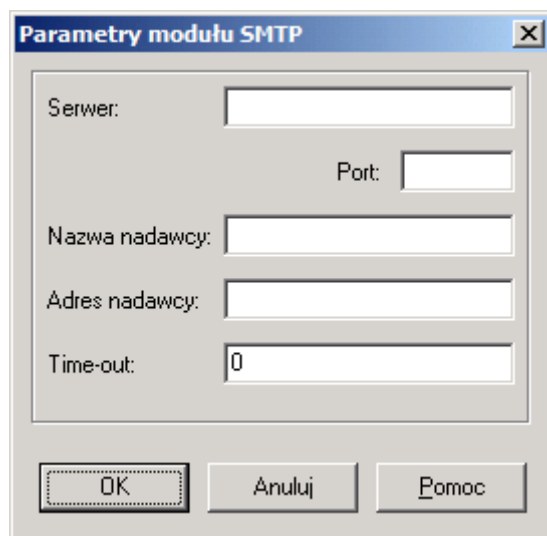 Parametry modułu SMTP
Serwer:
Port:
Nazwa nadawcy:
Adres nadawcy:
Time-out: 0
OK Anuluj Pomoc